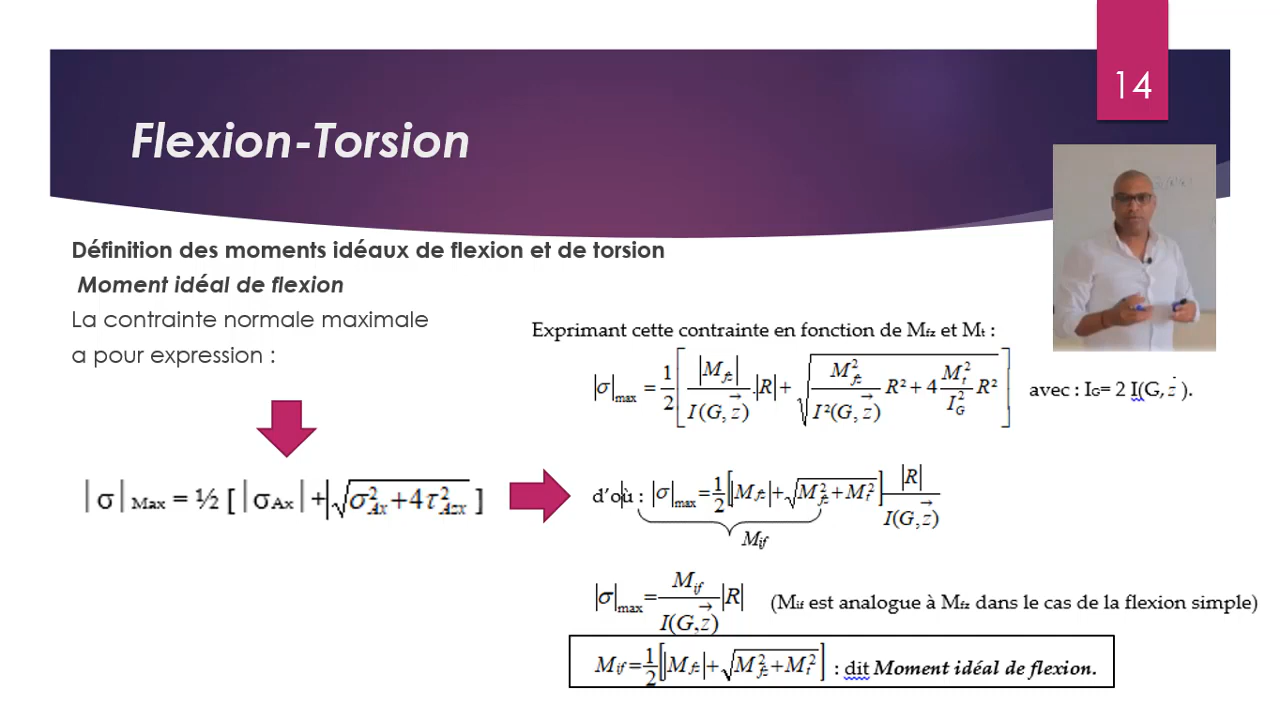 14
Flexion-Torsion
Définition des moments idéaux de flexion et de torsion
Moment idéal de flexion
La contrainte normale maximale
a pour expression :
|σ| Max = ½ [ |σAx| + |√(σ²Ax + 4τ²Azx) ]
Exprimant cette contrainte en fonction de Mfz et Mt :
|σ|max = 1/2 [ |Mfz| / I(G,z⃗) .|R| + √( M²fz / I²(G,z⃗) R² + 4 M²t / I²G R² ) ] avec : IG= 2 I(G, z⃗ ).
d'où : |σ|max = 1/2 [ |Mfz| + √(M²fz + M²t) ] |R| / I(G,z⃗)
Mif
|σ|max = Mif / I(G,z⃗) |R| (Mif est analogue à Mfz dans le cas de la flexion simple)
Mif = 1/2 [ |Mfz| + √(M²fz + M²t) ] : dit Moment idéal de flexion.